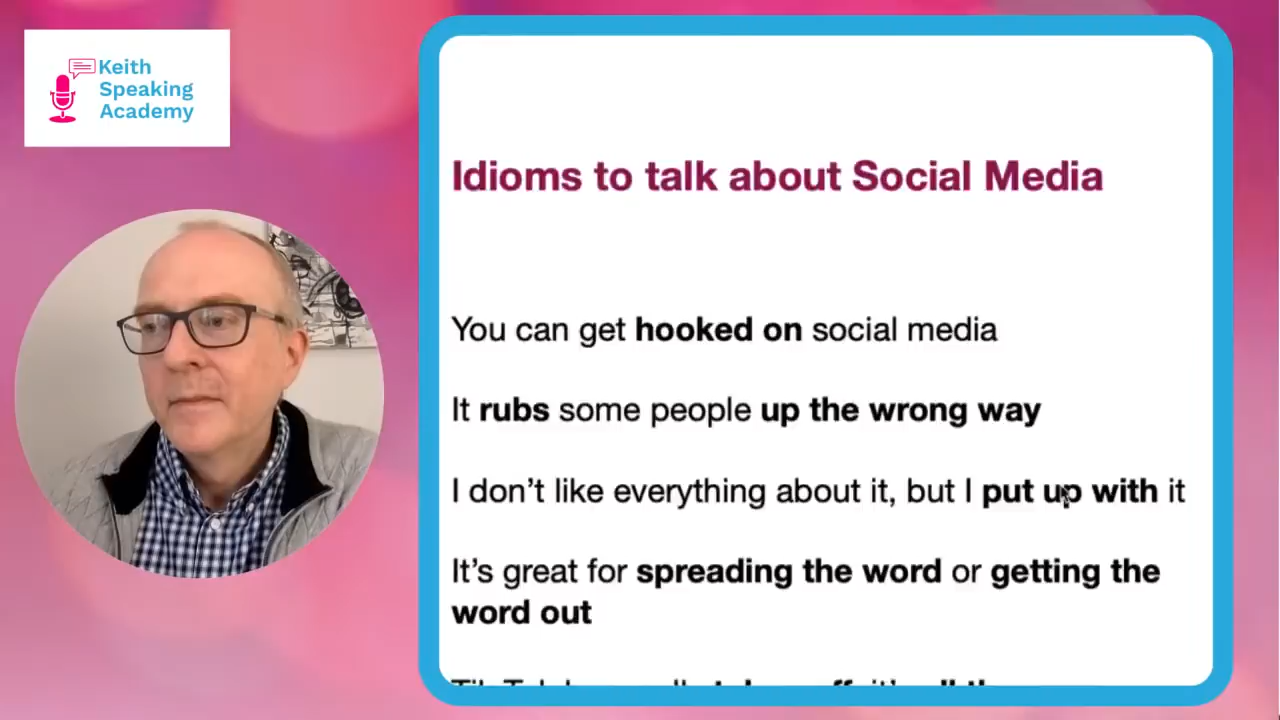 Keith
Speaking
Academy
Idioms to talk about Social Media
You can get hooked on social media
It rubs some people up the wrong way
I don't like everything about it, but I put up with it
It's great for spreading the word or getting the
word out